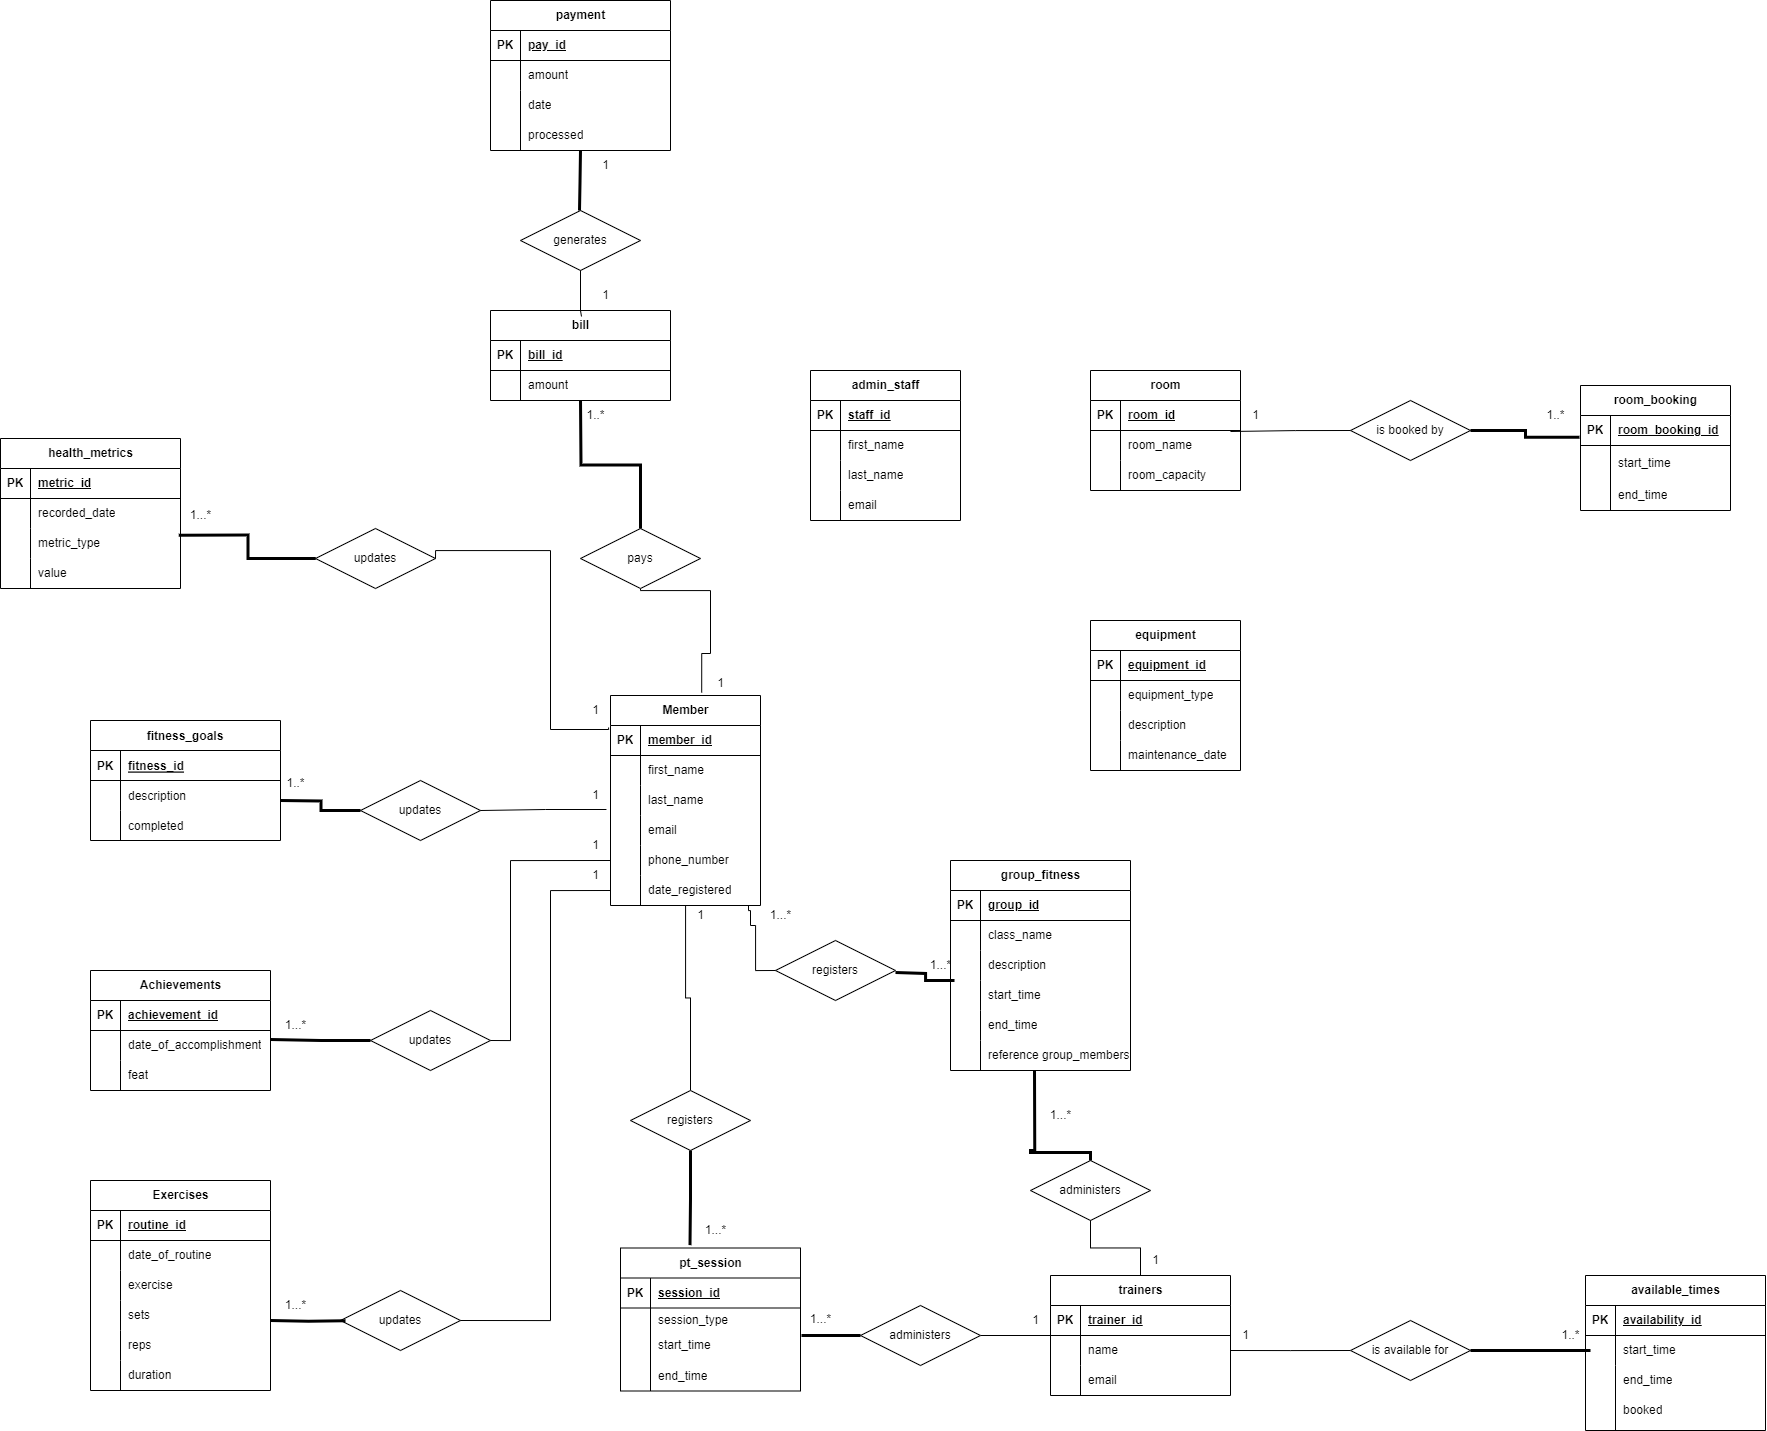 payment
PK pay_id
amount
date
processed
1
generates
1
bill
PK bill_id
amount
1..*
pays
1
admin_staff
PK staff_id
first_name
last_name
email
room
PK room_id
room_name
room_capacity
1
is booked by
1..*
room_booking
PK room_booking_id
start_time
end_time
health_metrics
PK metric_id
recorded_date
metric_type
value
1...*
updates
1
equipment
PK equipment_id
equipment_type
description
maintenance_date
Member
PK member_id
first_name
last_name
email
phone_number
date_registered
fitness_goals
PK fitness_id
description
completed
1..*
updates
1
1
1
Achievements
PK achievement_id
date_of_accomplishment
feat
1...*
updates
1
registers
1...*
1...*
registers
1...*
group_fitness
PK group_id
class_name
description
start_time
end_time
reference group_members
1...*
administers
1
Exercises
PK routine_id
date_of_routine
exercise
sets
reps
duration
1...*
updates
pt_session
PK session_id
session_type
start_time
end_time
1...*
administers
1
trainers
PK trainer_id
name
email
1
is available for
1..*
available_times
PK availability_id
start_time
end_time
booked